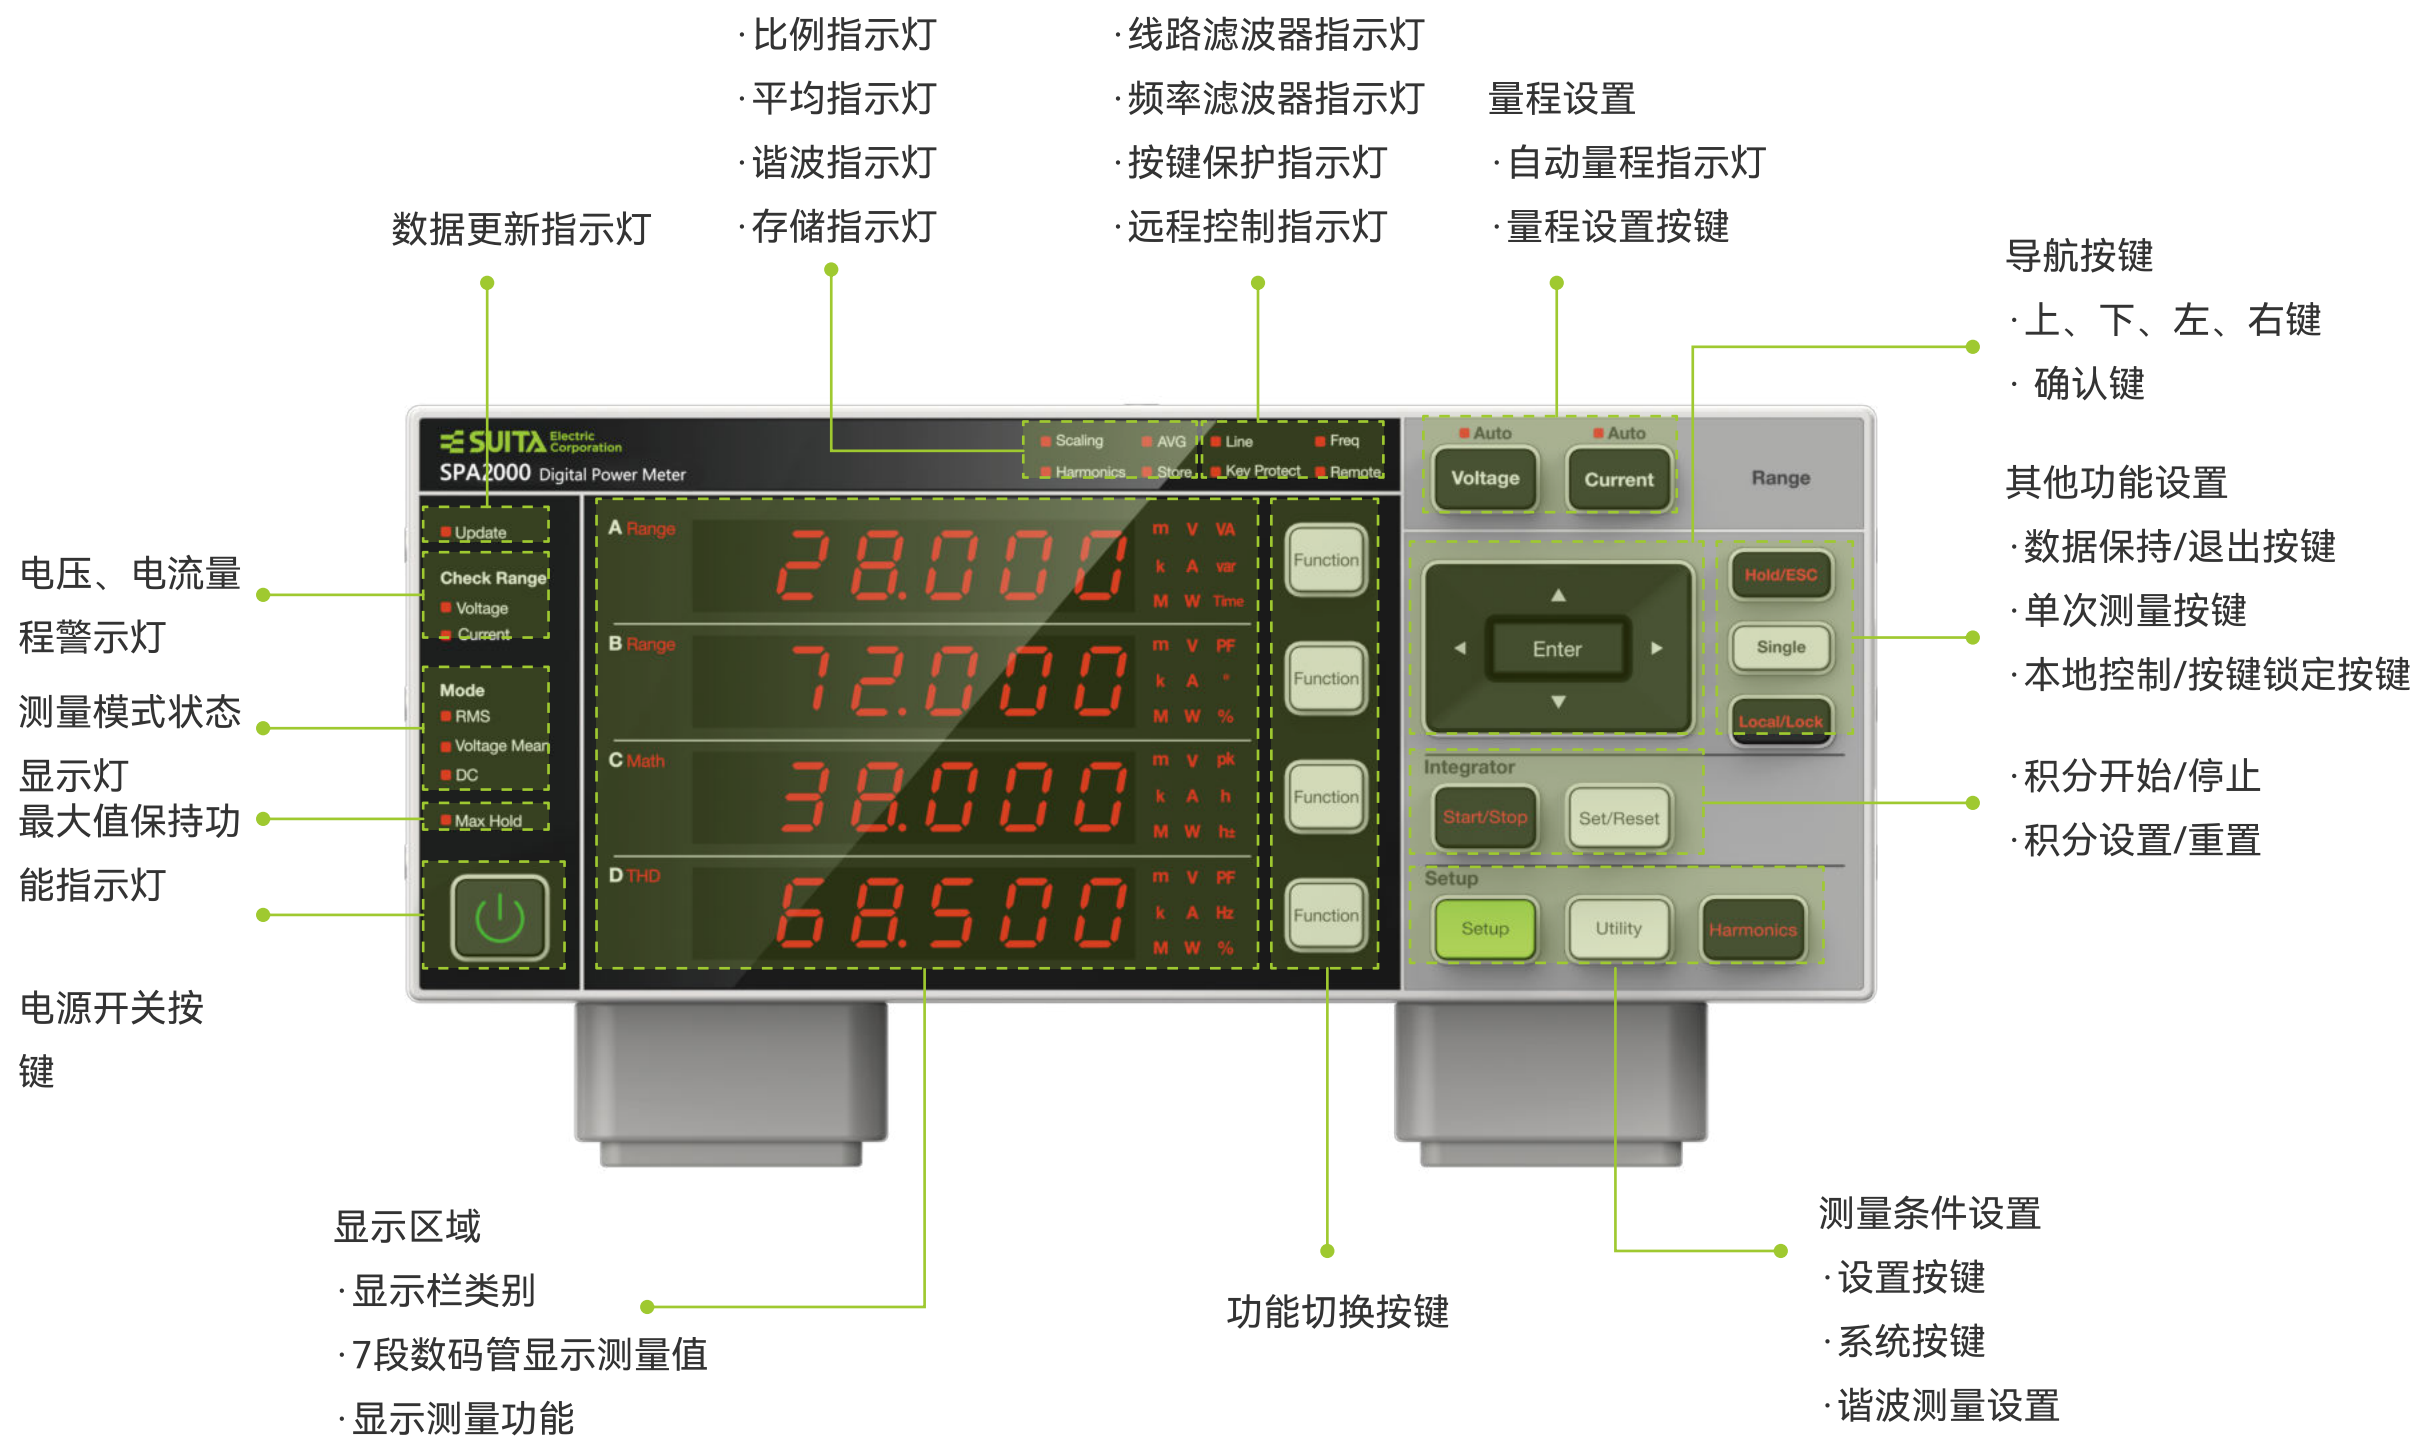 ·比例指示灯
·平均指示灯
·谐波指示灯
·存储指示灯
·线路滤波器指示灯
·频率滤波器指示灯
·按键保护指示灯
·远程控制指示灯
量程设置
·自动量程指示灯
·量程设置按键
数据更新指示灯
导航按键
·上、下、左、右键
· 确认键
其他功能设置
·数据保持/退出按键
·单次测量按键
·本地控制/按键锁定按键
·积分开始/停止
·积分设置/重置
电压、电流量
程警示灯
测量模式状态
显示灯
最大值保持功
能指示灯
电源开关按
键
SUITA Electric
Corporation
SPA2000 Digital Power Meter
Scaling AVG Line Freq
Harmonics Store Key Protect Remote
Update
Check Range
Voltage
Current
Mode
RMS
Voltage Mean
DC
Max Hold
A Range 28.000
m V VA
k A var
M W Time
Function
B Range 72.000
m V PF
k A °
M W %
Function
C Math 38.000
m V pk
k A h
M W h±
Function
D THD 68.500
m V PF
k A Hz
M W %
Function
Auto Auto
Voltage Current Range
Enter
Hold/ESC
Single
Local/Lock
Integrator
Start/Stop Set/Reset
Setup
Setup Utility Harmonics
显示区域
·显示栏类别
·7段数码管显示测量值
·显示测量功能
功能切换按键
测量条件设置
·设置按键
·系统按键
·谐波测量设置